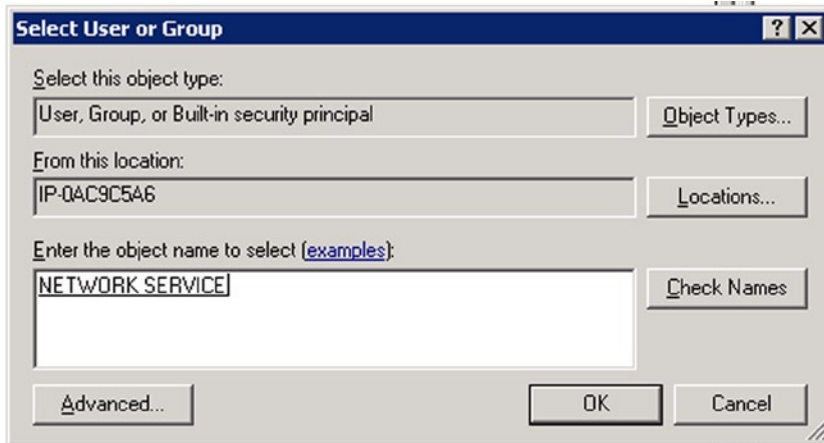 Select User or Group
Select this object type:
User, Group, or Built-in security principal
Object Types...
From this location:
IP-0AC9C5A6
Locations...
Enter the object name to select (examples):
NETWORK SERVICE
Check Names
Advanced...
OK
Cancel